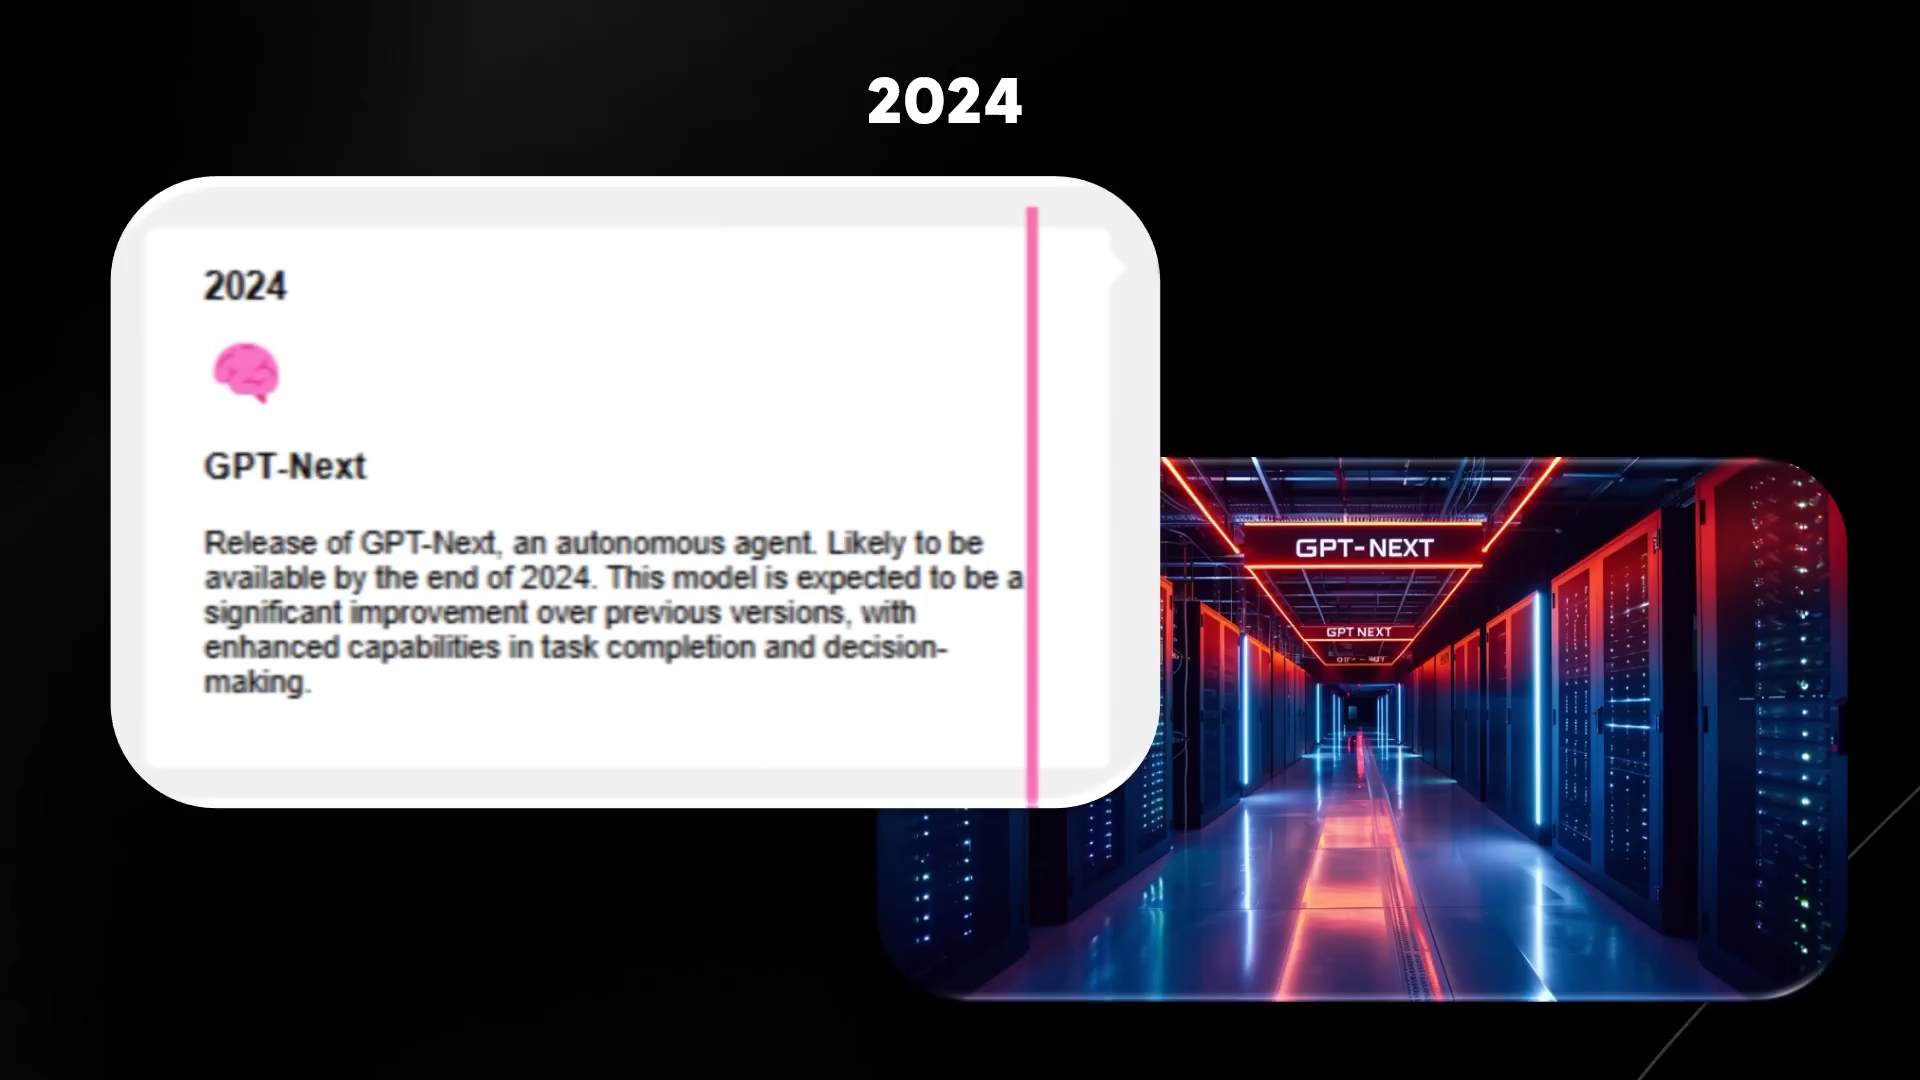 2024
2024
GPT-Next
Release of GPT-Next, an autonomous agent. Likely to be
available by the end of 2024. This model is expected to be a
significant improvement over previous versions, with
enhanced capabilities in task completion and decision-
making.
GPT-NEXT
GPT NEXT